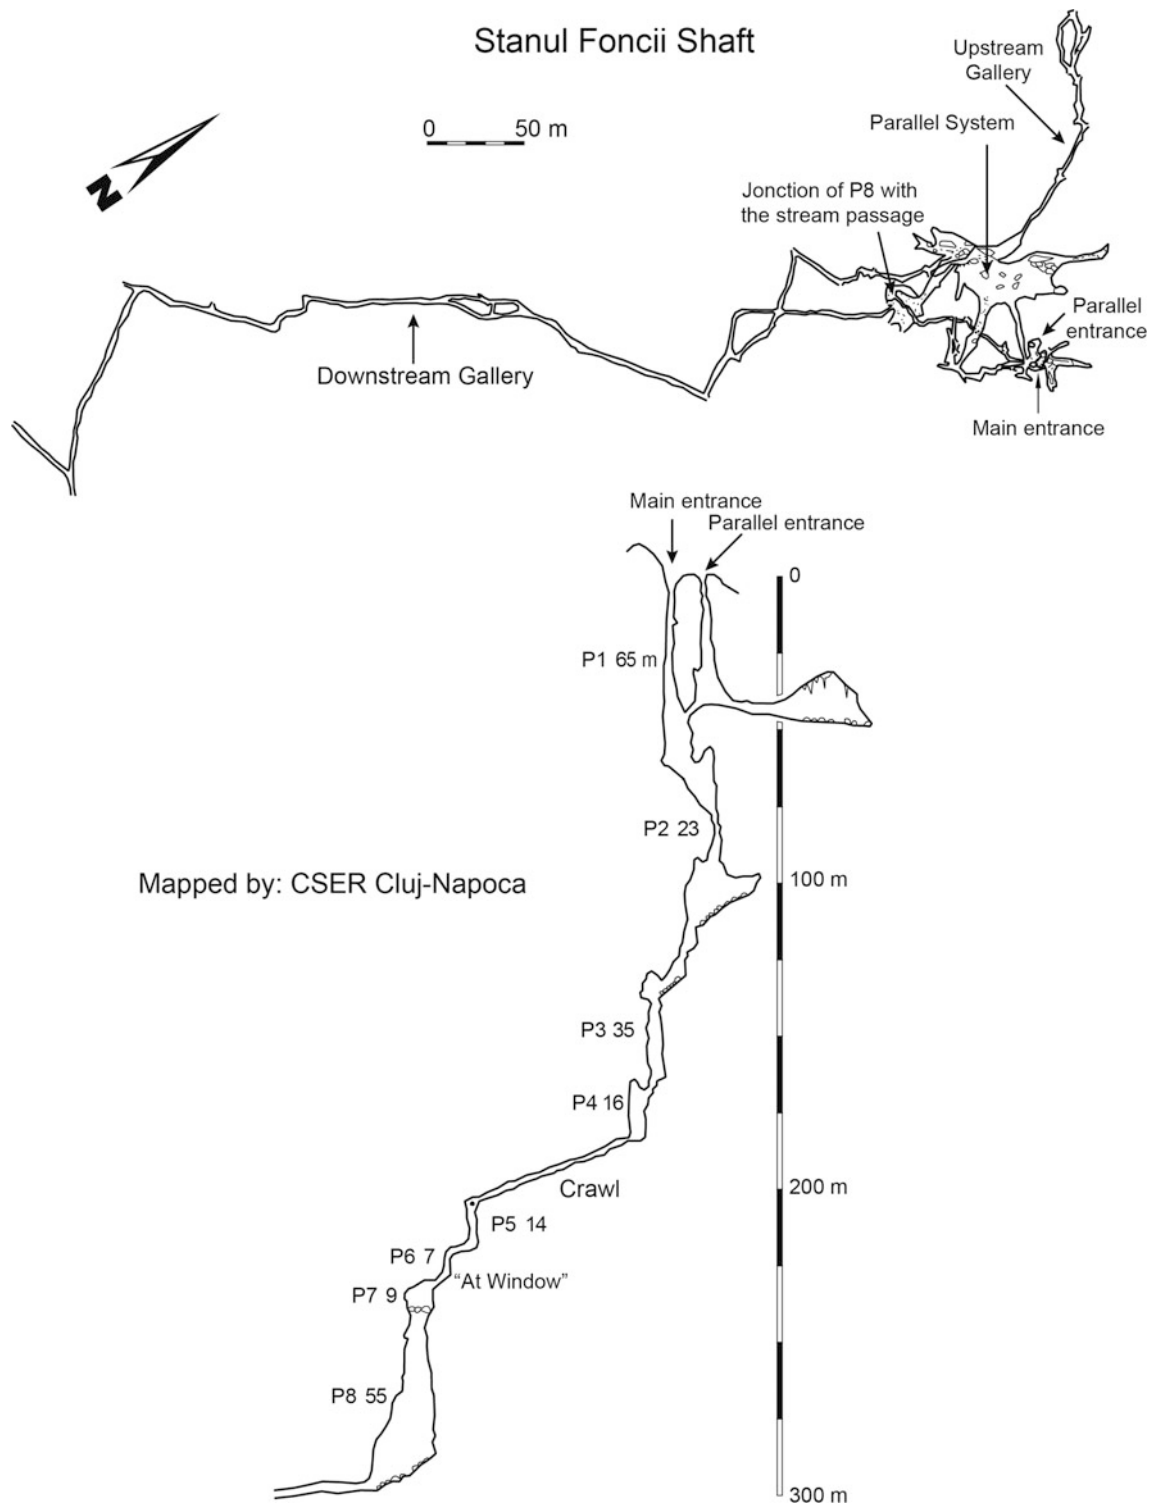 Stanul Foncii Shaft
Upstream
Gallery
0 50 m
Parallel System
N
Jonction of P8 with
the stream passage
Parallel
entrance
Downstream Gallery
Main entrance
Main entrance
Parallel entrance
0
P1 65 m
P2 23
Mapped by: CSER Cluj-Napoca
100 m
P3 35
P4 16
Crawl
200 m
P5 14
P6 7
"At Window"
P7 9
P8 55
300 m